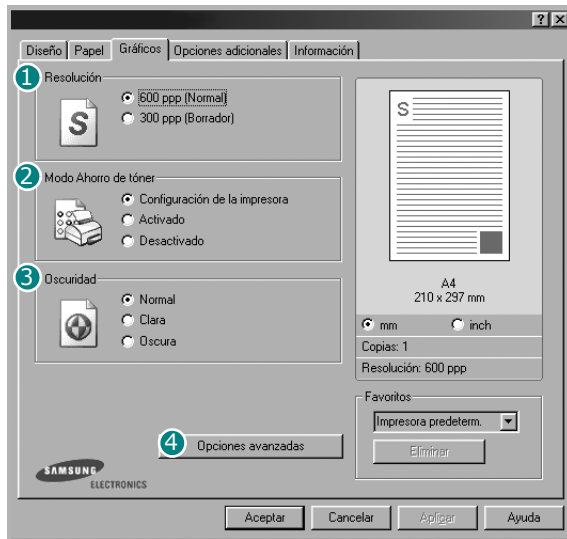 ? X
Diseño Papel Gráficos Opciones adicionales Información
1 Resolución
S
600 ppp (Normal)
300 ppp (Borrador)
2 Modo Ahorro de tóner
Configuración de la impresora
Activado
Desactivado
3 Oscuridad
Normal
Clara
Oscura
4 Opciones avanzadas
SAMSUNG
ELECTRONICS
S
A4
210 x 297 mm
mm inch
Copias: 1
Resolución: 600 ppp
Favoritos
Impresora predeterm.
Eliminar
Aceptar Cancelar Aplicar Ayuda